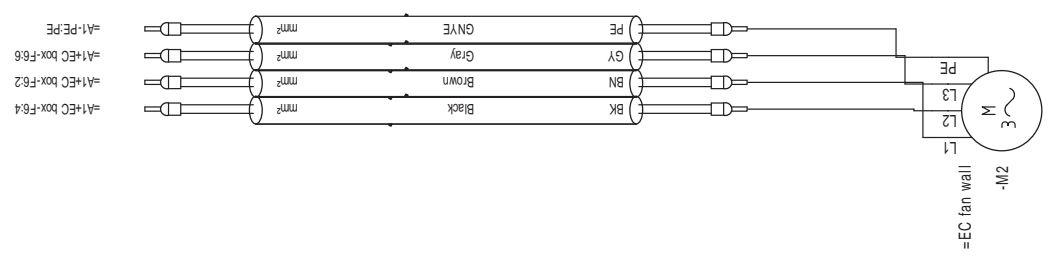 =A1-PE:PE
mm²
GNYE
PE
=A1+EC box-F6:6
mm²
Gray
GY
=A1+EC box-F6:2
mm²
Brown
BN
=A1+EC box-F6:4
mm²
Black
BK
PE
L3
L2
L1
M
3
-M2
=EC fan wall